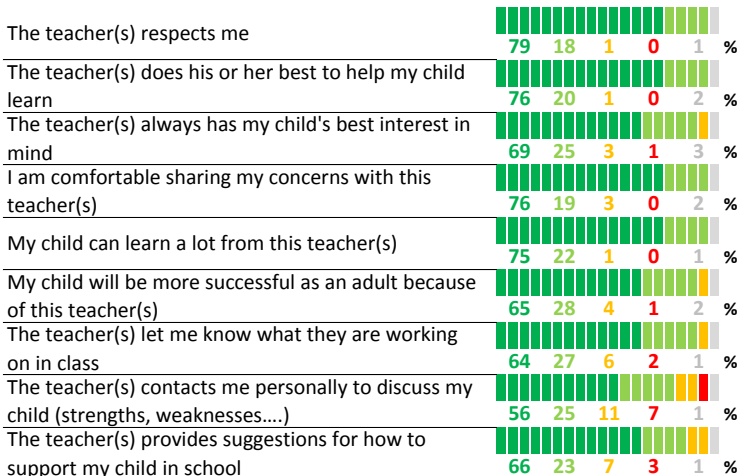 The teacher(s) respects me
79 18 1 0 1 %
The teacher(s) does his or her best to help my child
learn
76 20 1 0 2 %
The teacher(s) always has my child's best interest in
mind
69 25 3 1 3 %
I am comfortable sharing my concerns with this
teacher(s)
76 19 3 0 2 %
My child can learn a lot from this teacher(s)
75 22 1 0 1 %
My child will be more successful as an adult because
of this teacher(s)
65 28 4 1 2 %
The teacher(s) let me know what they are working
on in class
64 27 6 2 1 %
The teacher(s) contacts me personally to discuss my
child (strengths, weaknesses....)
56 25 11 7 1 %
The teacher(s) provides suggestions for how to
support my child in school
66 23 7 3 1 %